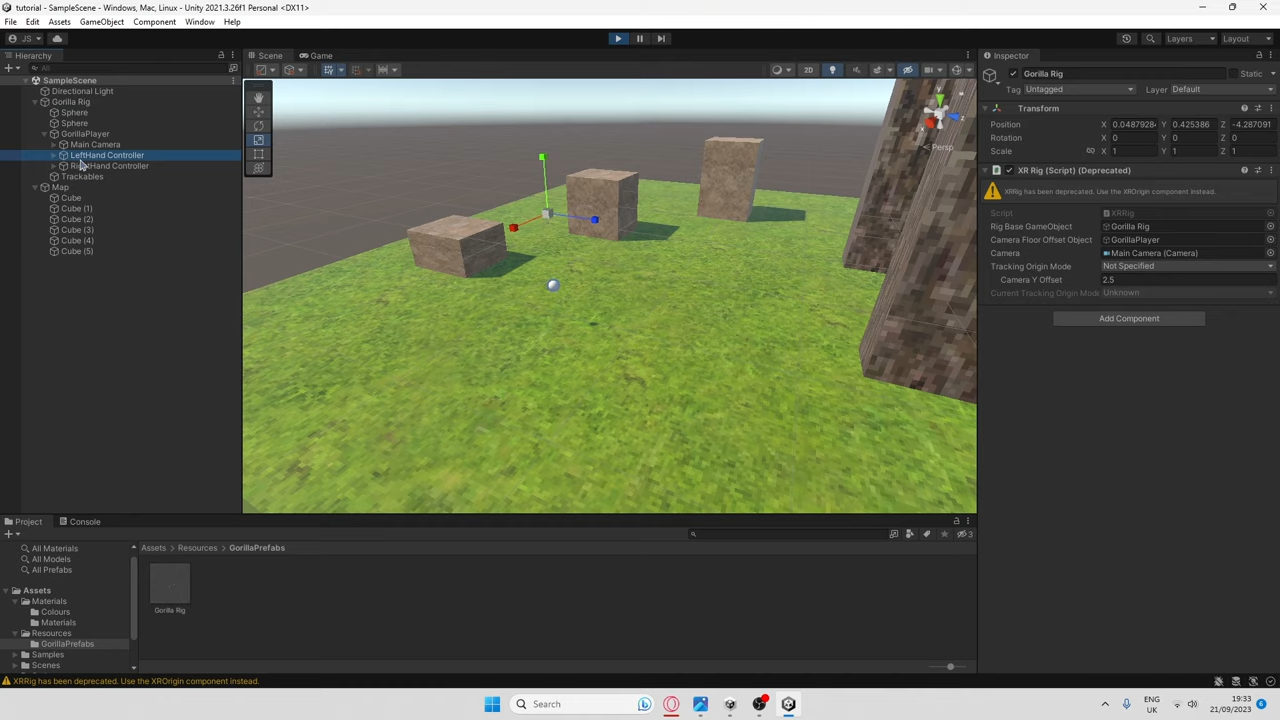 tutorial - SampleScene - Windows, Mac, Linux - Unity 2021.3.26f1 Personal <DX11>
File Edit Assets GameObject Component Window Help
JS Layers Layout
Hierarchy
All
SampleScene
Directional Light
Gorilla Rig
Sphere
Sphere
GorillaPlayer
Main Camera
LeftHand Controller
RightHand Controller
Trackables
Map
Cube
Cube (1)
Cube (2)
Cube (3)
Cube (4)
Cube (5)
Scene Game
2D
y
x
z
Persp
Inspector
Gorilla Rig Static
Tag Untagged Layer Default
Transform
Position X 0.0487928 Y 0.425386 Z -4.287091
Rotation X 0 Y 0 Z 0
Scale X 1 Y 1 Z 1
XR Rig (Script) (Deprecated)
XRRig has been deprecated. Use the XROrigin component instead.
Script XRRig
Rig Base GameObject Gorilla Rig
Camera Floor Offset Object GorillaPlayer
Camera Main Camera (Camera)
Tracking Origin Mode Not Specified
Camera Y Offset 2.5
Current Tracking Origin Mode Unknown
Add Component
Project Console
3
All Materials
All Models
All Prefabs
Assets
Materials
Colours
Materials
Resources
GorillaPrefabs
Samples
Scenes
Assets > Resources > GorillaPrefabs
Gorilla Rig
XRRig has been deprecated. Use the XROrigin component instead.
Search
ENG
UK
19:33
21/09/2023